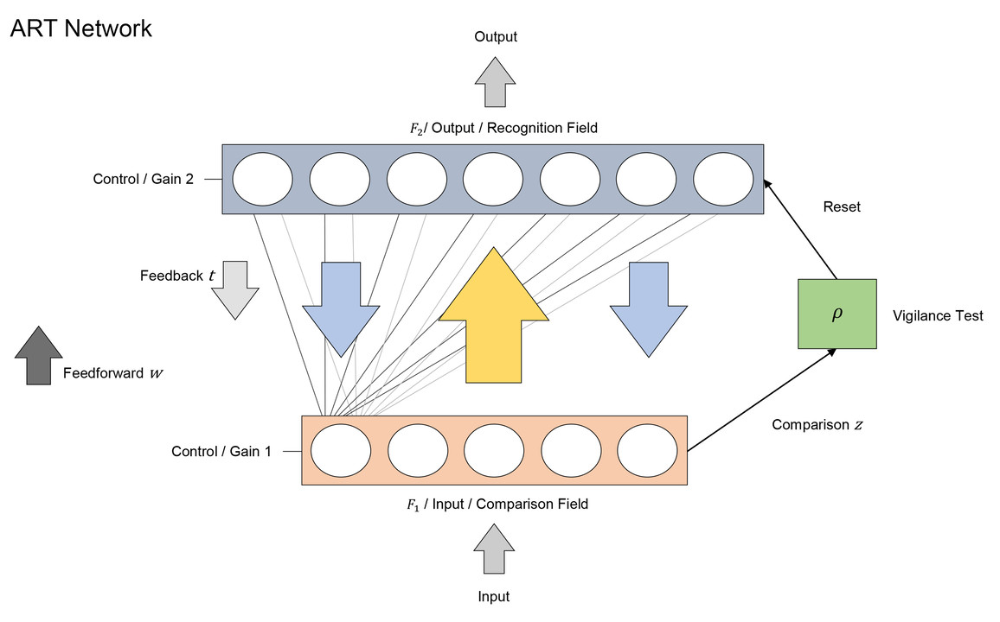 ART Network
Output
F₂/ Output / Recognition Field
Control / Gain 2
Reset
Feedback t
ρ
Vigilance Test
Feedforward w
Comparison z
Control / Gain 1
F₁ / Input / Comparison Field
Input